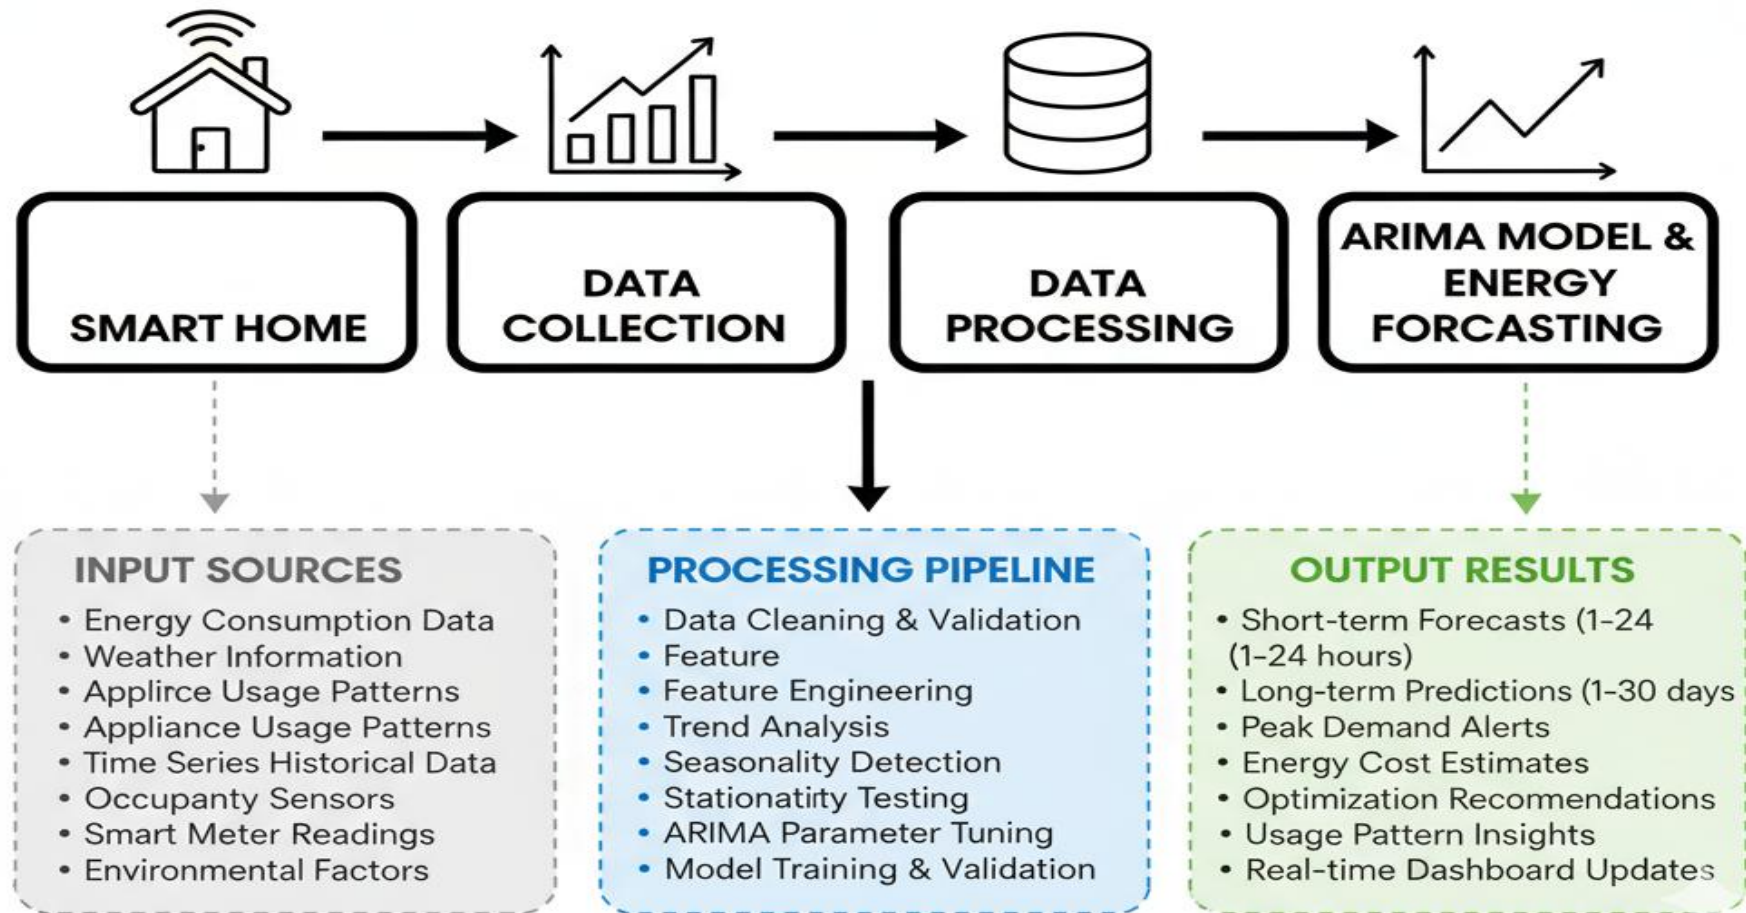 SMART HOME
DATA
COLLECTION
DATA
PROCESSING
ARIMA MODEL &
ENERGY
FORCASTING
INPUT SOURCES
• Energy Consumption Data
• Weather Information
• Applirce Usage Patterns
• Appliance Usage Patterns
• Time Series Historical Data
• Occupanty Sensors
• Smart Meter Readings
• Environmental Factors
PROCESSING PIPELINE
• Data Cleaning & Validation
• Feature
• Feature Engineering
• Trend Analysis
• Seasonality Detection
• Stationatirty Testing
• ARIMA Parameter Tuning
• Model Training & Validation
OUTPUT RESULTS
• Short-term Forecasts (1-24
(1-24 hours)
• Long-term Predictions (1-30 days
• Peak Demand Alerts
• Energy Cost Estimates
• Optimization Recommendations
• Usage Pattern Insights
• Real-time Dashboard Updates